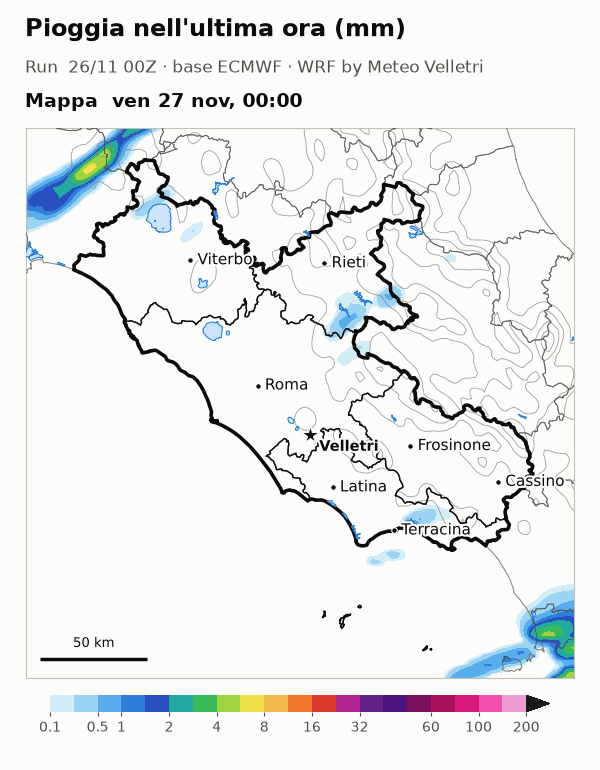 Pioggia nell'ultima ora (mm)
Run  26/11 00Z · base ECMWF · WRF by Meteo Velletri
Mappa  ven 27 nov, 00:00
Viterbo
Rieti
Roma
Velletri
Frosinone
Latina
Cassino
Terracina
50 km
0.1 0.5 1 2 4 8 16 32 60 100 200